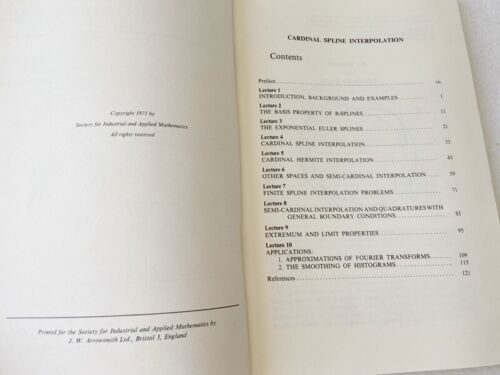 Copyright 1973 by
Society for Industrial and Applied Mathematics
All rights reserved
Printed for the Society for Industrial and Applied Mathematics by
J. W. Arrowsmith Ltd., Bristol 3, England
CARDINAL SPLINE INTERPOLATION
Contents
Preface vii
Lecture 1
INTRODUCTION, BACKGROUND AND EXAMPLES 1
Lecture 2
THE BASIS PROPERTY OF B-SPLINES 11
Lecture 3
THE EXPONENTIAL EULER SPLINES 21
Lecture 4
CARDINAL SPLINE INTERPOLATION 33
Lecture 5
CARDINAL HERMITE INTERPOLATION 43
Lecture 6
OTHER SPACES AND SEMI-CARDINAL INTERPOLATION 59
Lecture 7
FINITE SPLINE INTERPOLATION PROBLEMS 71
Lecture 8
SEMI-CARDINAL INTERPOLATION AND QUADRATURES WITH
GENERAL BOUNDARY CONDITIONS 85
Lecture 9
EXTREMUM AND LIMIT PROPERTIES 95
Lecture 10
APPLICATIONS:
1. APPROXIMATIONS OF FOURIER TRANSFORMS 109
2. THE SMOOTHING OF HISTOGRAMS 115
References 121